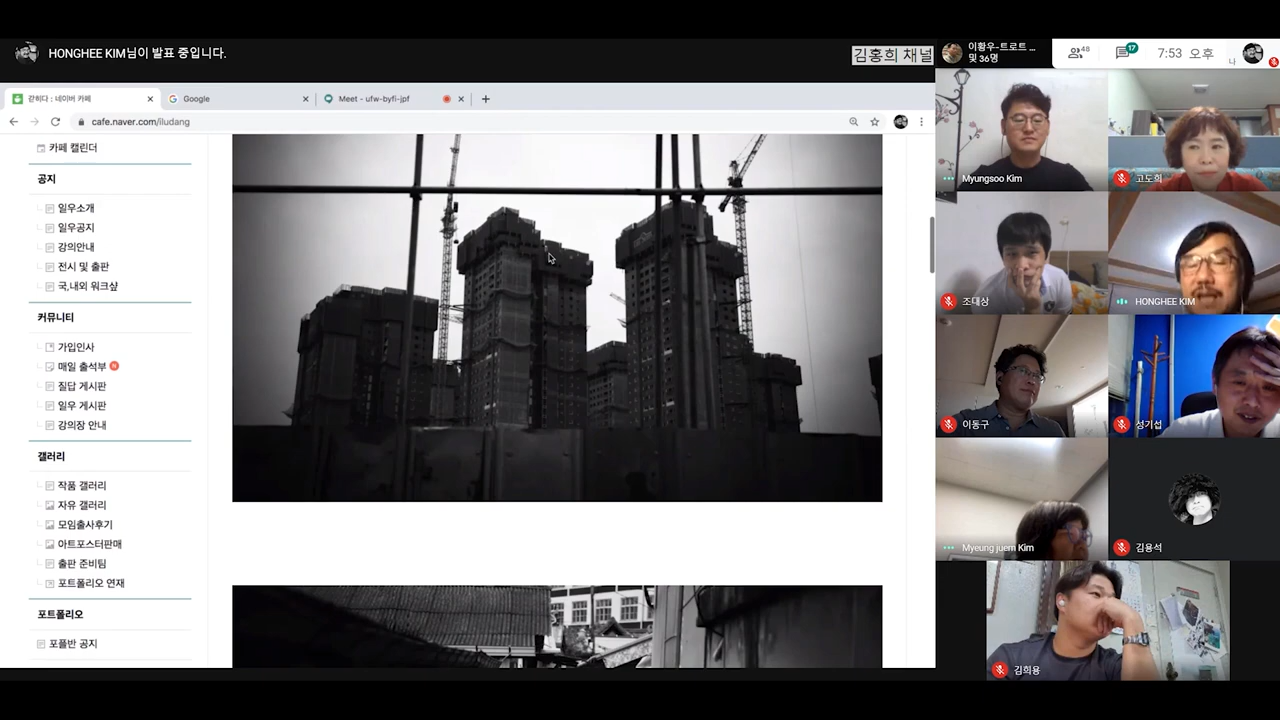 HONGHEE KIM님이 발표 중입니다.
김홍희 채널
이황우-트로트 ...
및 36명
48
17
7:53 오후
나
갇히다 : 네이버 카페
Google
Meet - ufw-byfi-jpf
cafe.naver.com/iludang
카페 캘린더
공지
일우소개
일우공지
강의안내
전시 및 출판
국,내외 워크샾
커뮤니티
가입인사
매일 출석부
N
질답 게시판
일우 게시판
강의장 안내
갤러리
작품 갤러리
자유 갤러리
모임출사후기
아트포스터판매
출판 준비팀
포트폴리오 연재
포트폴리오
포폴반 공지
Myungsoo Kim
고도희
조대상
HONGHEE KIM
이동구
성기섭
Myeung juem Kim
김용석
김희용